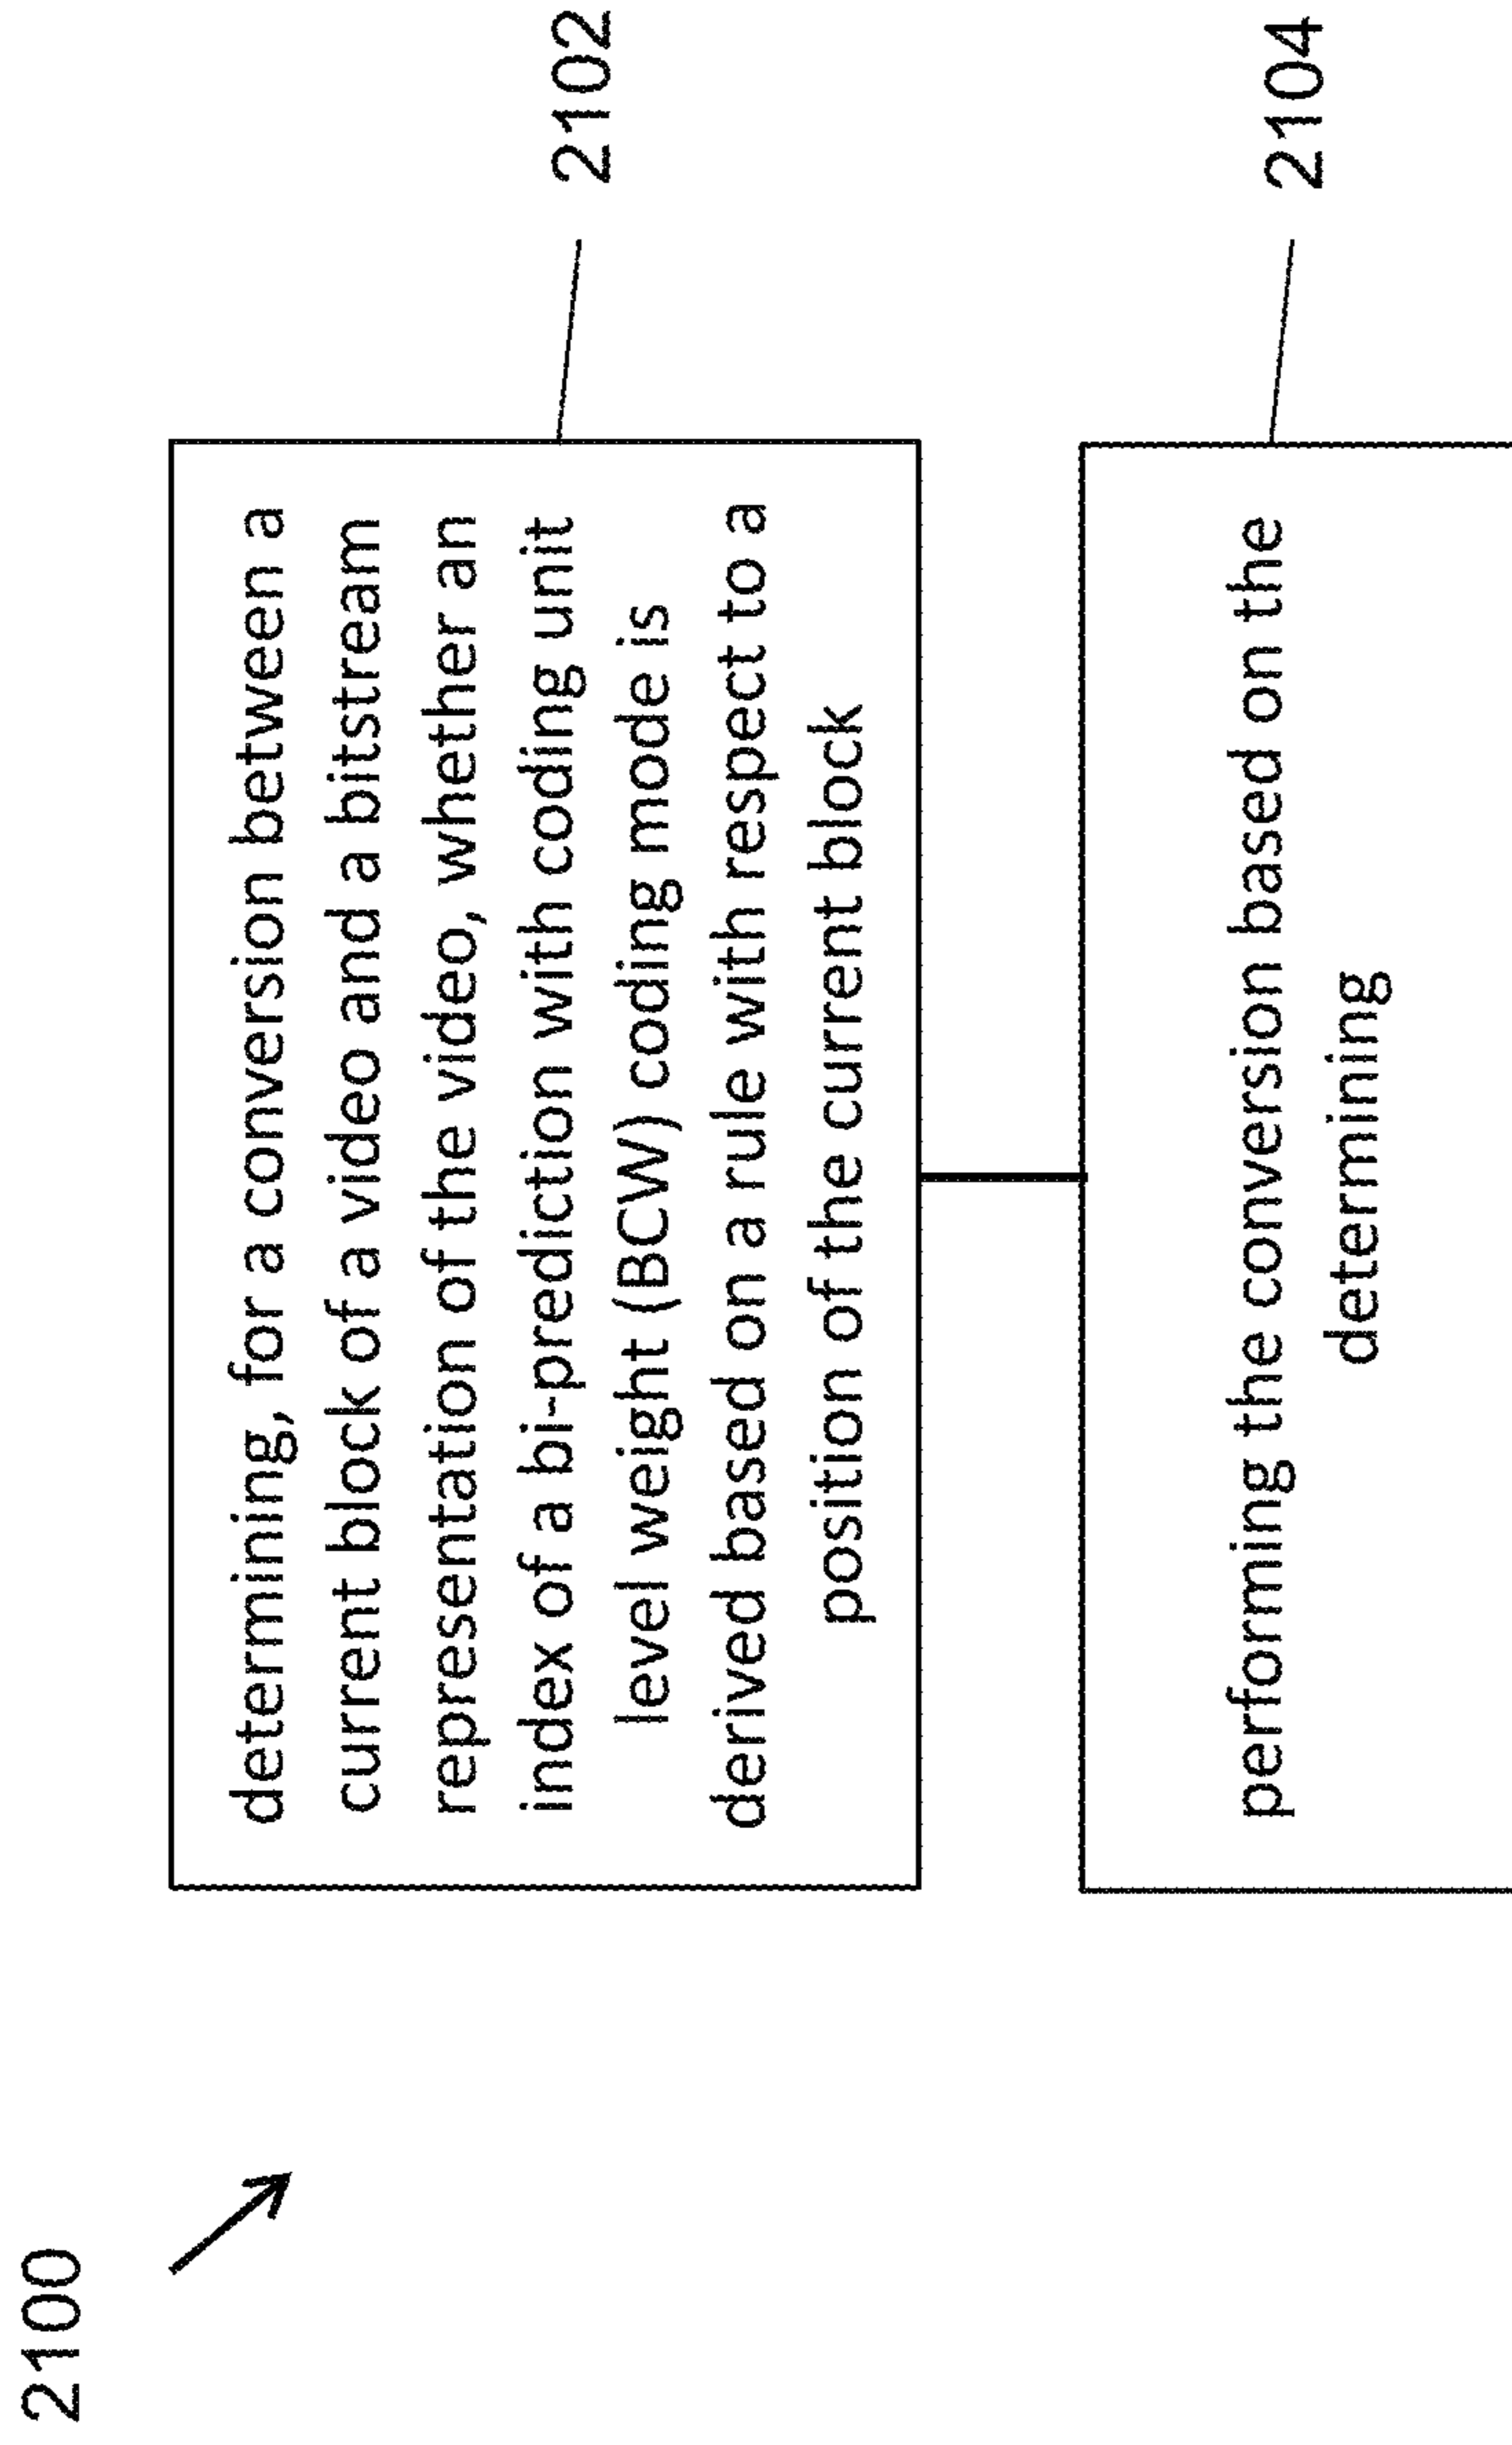 2100
determining, for a conversion between a
current block of a video and a bitstream
representation of the video, whether an
index of a bi-prediction with coding unit
level weight (BCW) coding mode is
derived based on a rule with respect to a
position of the current block
2102
performing the conversion based on the
determining
2104